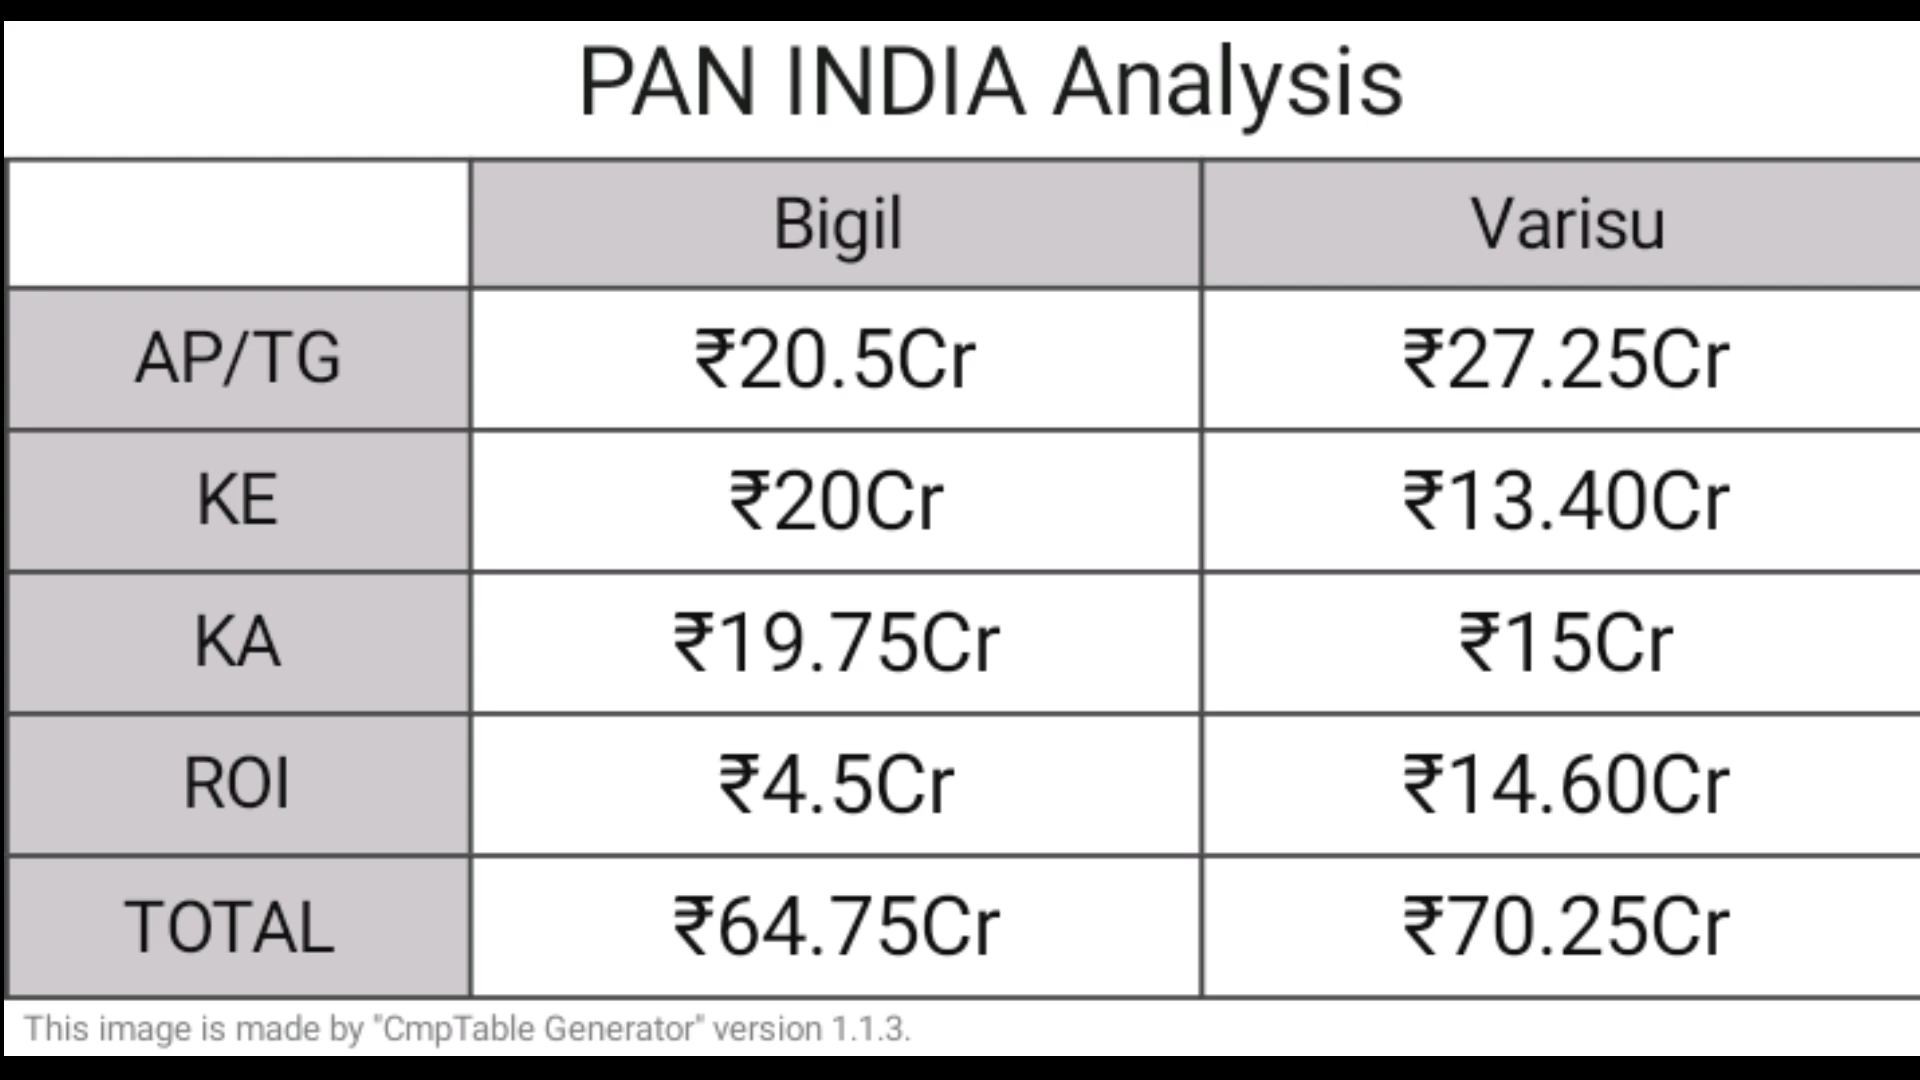 PAN INDIA Analysis
Bigil Varisu
AP/TG ₹20.5Cr ₹27.25Cr
KE ₹20Cr ₹13.40Cr
KA ₹19.75Cr ₹15Cr
ROI ₹4.5Cr ₹14.60Cr
TOTAL ₹64.75Cr ₹70.25Cr
This image is made by "CmpTable Generator" version 1.1.3.